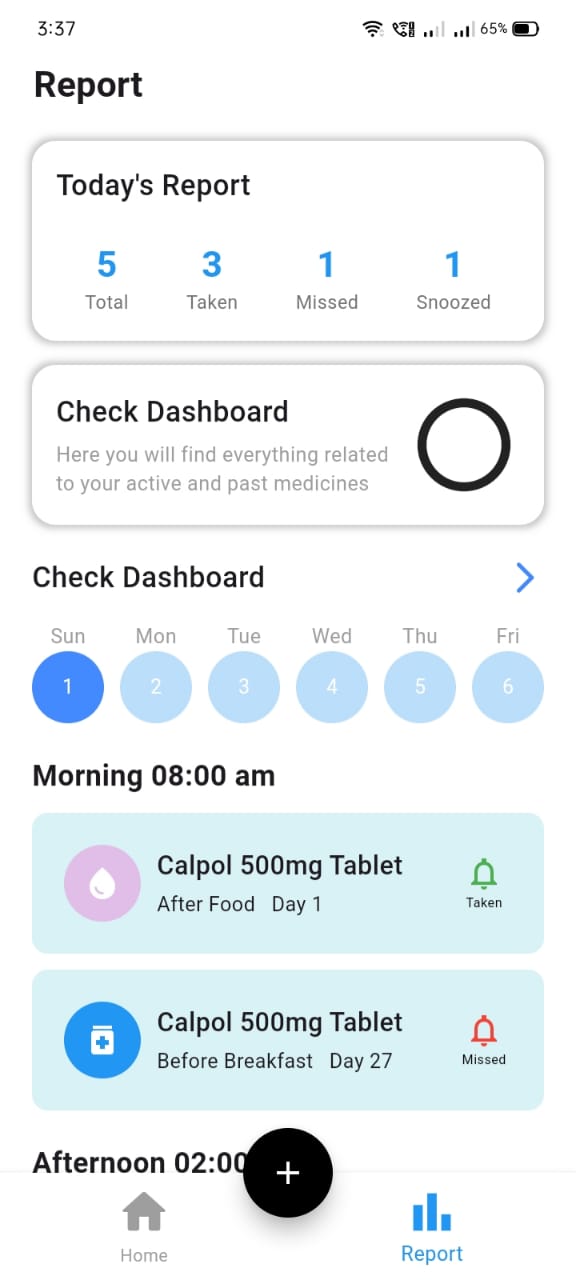 3:37
65%
Report
Today's Report
5 3 1 1
Total Taken Missed Snoozed
Check Dashboard
Here you will find everything related
to your active and past medicines
Check Dashboard
Sun Mon Tue Wed Thu Fri
1 2 3 4 5 6
Morning 08:00 am
Calpol 500mg Tablet
After Food Day 1
Taken
Calpol 500mg Tablet
Before Breakfast Day 27
Missed
Afternoon 02:00
+
Home
Report